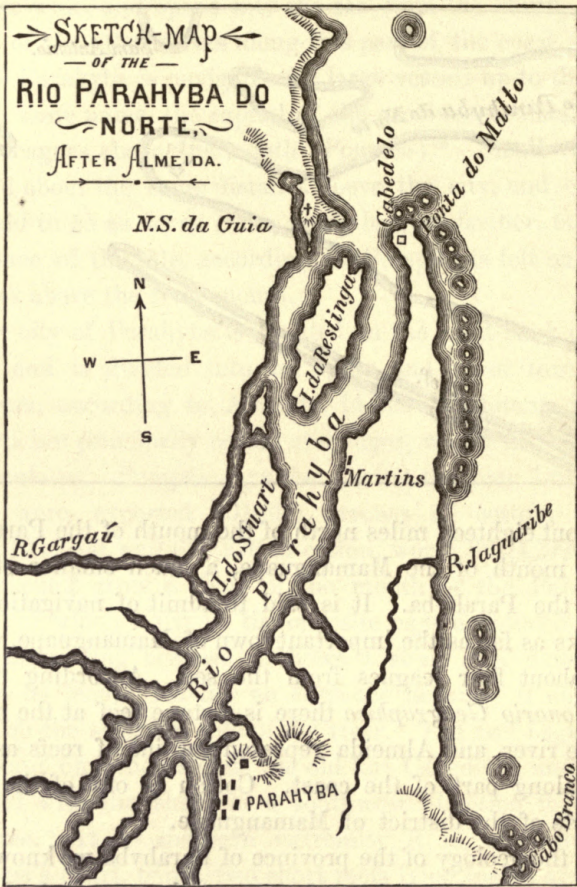 SKETCH-MAP
OF THE
RIO PARAHYBA DO
NORTE.
AFTER ALMEIDA.
N.S. da Guia
Cabedelo
Ponta do Matto
I.da Restinga
N
W E
S
Martins
R.Gargaú
I.do Stuart
Rio Parahyba
R.Jaguaribe
PARAHYBA
Cabo Branco